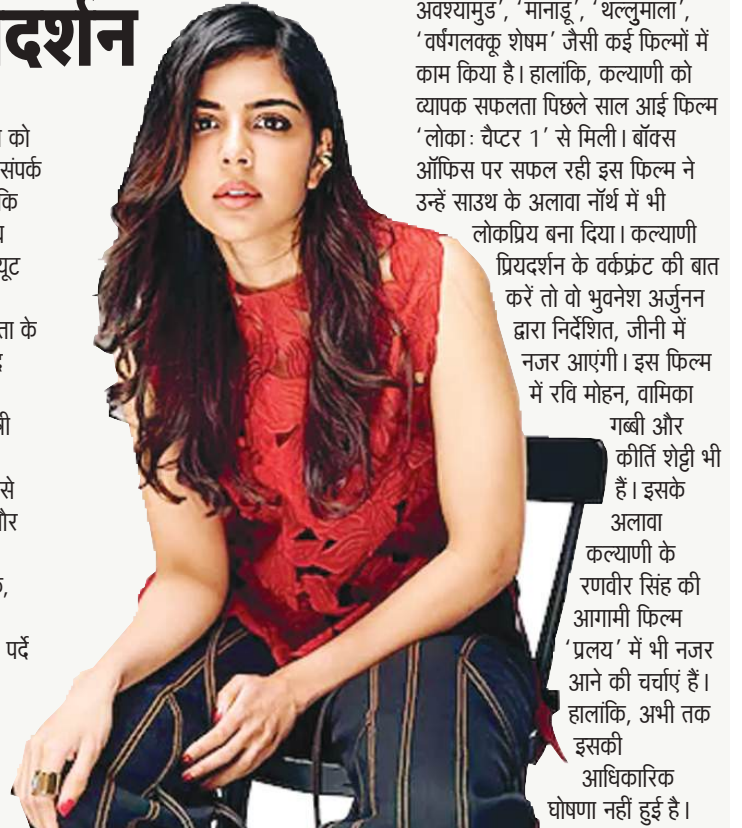 दर्शन
को
संपर्क
कि
यूट
ता के
से
और
पर्दे
अवश्यामुड', 'मानाडू', 'थल्लुमाला',
'वर्षंगलक्कू शेषम' जैसी कई फिल्मों में
काम किया है। हालांकि, कल्याणी को
व्यापक सफलता पिछले साल आई फिल्म
'लोका: चैप्टर 1' से मिली। बॉक्स
ऑफिस पर सफल रही इस फिल्म ने
उन्हें साउथ के अलावा नॉर्थ में भी
लोकप्रिय बना दिया। कल्याणी
प्रियदर्शन के वर्कफ्रंट की बात
करें तो वो भुवनेश अर्जुनन
द्वारा निर्देशित, जीनी में
नजर आएंगी। इस फिल्म
में रवि मोहन, वामिका
गब्बी और
कीर्ति शेट्टी भी
हैं। इसके
अलावा
कल्याणी के
रणवीर सिंह की
आगामी फिल्म
'प्रलय' में भी नजर
आने की चर्चाएं हैं।
हालांकि, अभी तक
इसकी
आधिकारिक
घोषणा नहीं हुई है।